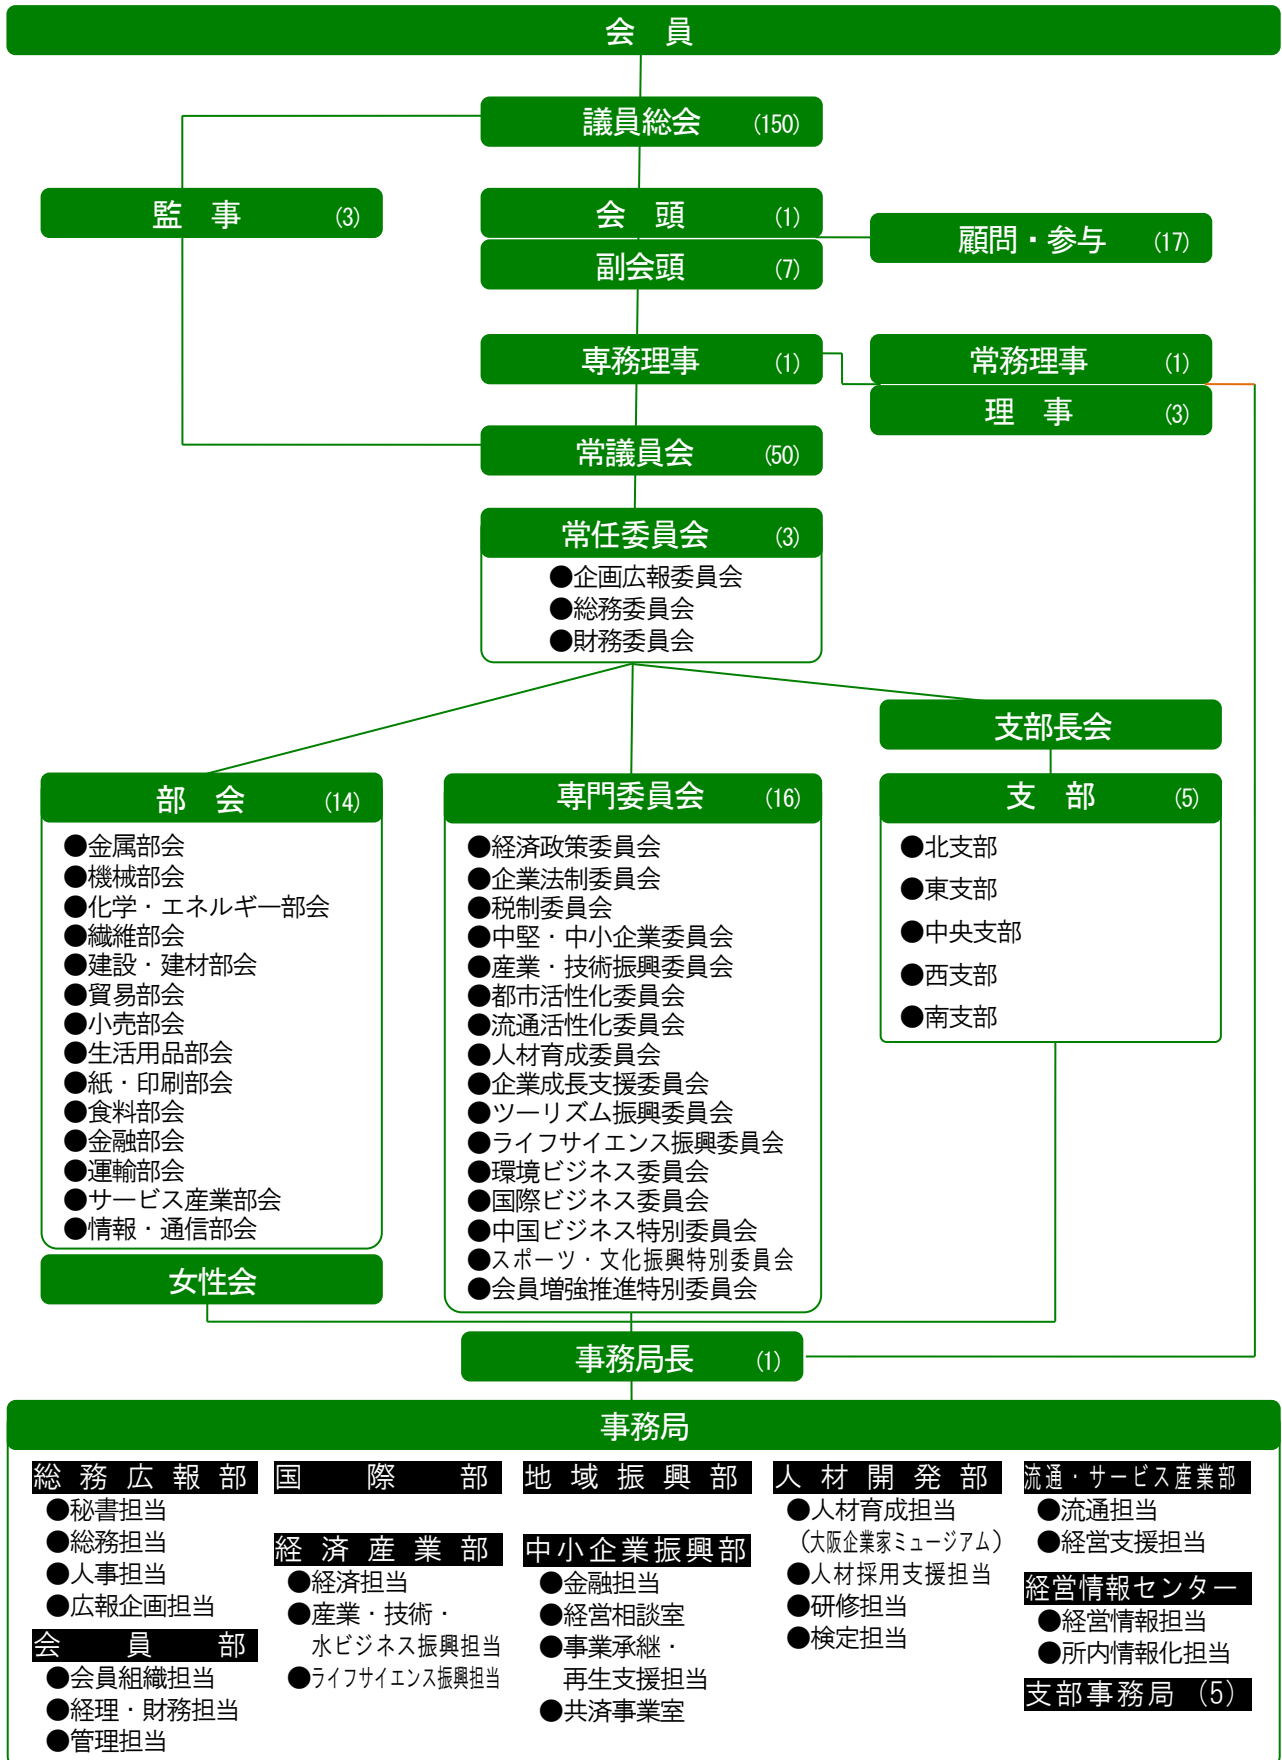 会　員
議員総会　(150)
監　事　(3)
会　頭　(1)
副会頭　(7)
顧問・参与　(17)
専務理事　(1)
常務理事　(1)
理　事　(3)
常議員会　(50)
常任委員会　(3)
●企画広報委員会
●総務委員会
●財務委員会
支部長会
部　会　(14)
●金属部会
●機械部会
●化学・エネルギー部会
●繊維部会
●建設・建材部会
●貿易部会
●小売部会
●生活用品部会
●紙・印刷部会
●食料部会
●金融部会
●運輸部会
●サービス産業部会
●情報・通信部会
女性会
専門委員会　(16)
●経済政策委員会
●企業法制委員会
●税制委員会
●中堅・中小企業委員会
●産業・技術振興委員会
●都市活性化委員会
●流通活性化委員会
●人材育成委員会
●企業成長支援委員会
●ツーリズム振興委員会
●ライフサイエンス振興委員会
●環境ビジネス委員会
●国際ビジネス委員会
●中国ビジネス特別委員会
●スポーツ・文化振興特別委員会
●会員増強推進特別委員会
支　部　(5)
●北支部
●東支部
●中央支部
●西支部
●南支部
事務局長　(1)
事務局
総務広報部
●秘書担当
●総務担当
●人事担当
●広報企画担当
会　員　部
●会員組織担当
●経理・財務担当
●管理担当
国　際　部
経済産業部
●経済担当
●産業・技術・
水ビジネス振興担当
●ライフサイエンス振興担当
地域振興部
中小企業振興部
●金融担当
●経営相談室
●事業承継・
再生支援担当
●共済事業室
人材開発部
●人材育成担当
（大阪企業家ミュージアム）
●人材採用支援担当
●研修担当
●検定担当
流通・サービス産業部
●流通担当
●経営支援担当
経営情報センター
●経営情報担当
●所内情報化担当
支部事務局（5）